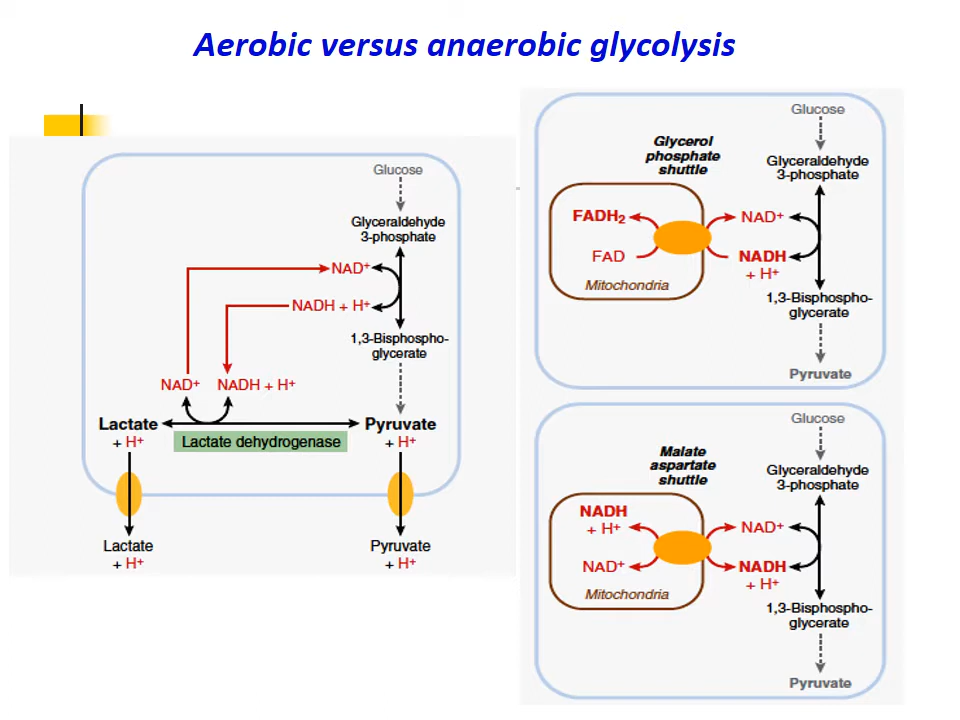 Aerobic versus anaerobic glycolysis
Glucose
Glyceraldehyde
3-phosphate
NAD⁺
NADH + H⁺
1,3-Bisphospho-
glycerate
NAD⁺ NADH + H⁺
Lactate
+ H⁺
Lactate dehydrogenase
Pyruvate
+ H⁺
Lactate
+ H⁺
Pyruvate
+ H⁺
Glucose
Glycerol
phosphate
shuttle
Glyceraldehyde
3-phosphate
FADH₂
FAD
Mitochondria
NAD⁺
NADH
+ H⁺
1,3-Bisphospho-
glycerate
Pyruvate
Glucose
Malate
aspartate
shuttle
Glyceraldehyde
3-phosphate
NADH
+ H⁺
NAD⁺
Mitochondria
NAD⁺
NADH
+ H⁺
1,3-Bisphospho-
glycerate
Pyruvate